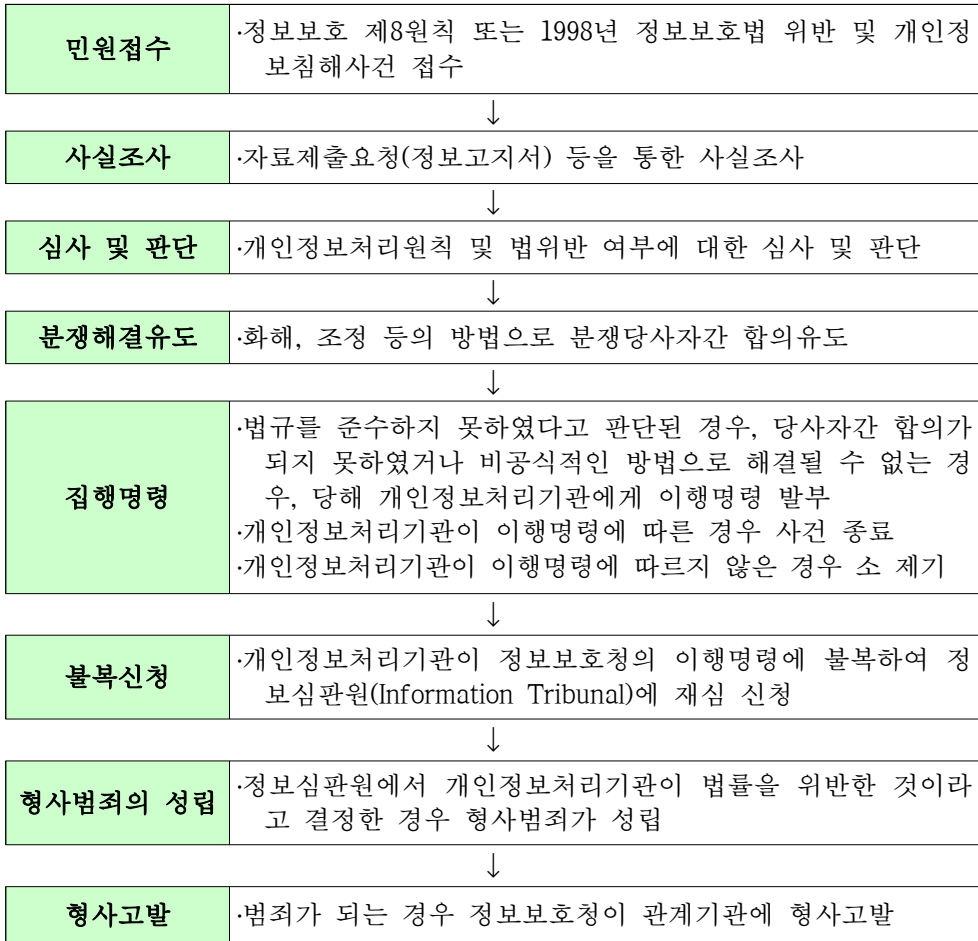 민원접수
·정보보호 제8원칙 또는 1998년 정보보호법 위반 및 개인정
보침해사건 접수
↓
사실조사
·자료제출요청(정보고지서) 등을 통한 사실조사
↓
심사 및 판단
·개인정보처리원칙 및 법위반 여부에 대한 심사 및 판단
↓
분쟁해결유도
·화해, 조정 등의 방법으로 분쟁당사자간 합의유도
↓
집행명령
·법규를 준수하지 못하였다고 판단된 경우, 당사자간 합의가
되지 못하였거나 비공식적인 방법으로 해결될 수 없는 경
우, 당해 개인정보처리기관에게 이행명령 발부
·개인정보처리기관이 이행명령에 따른 경우 사건 종료
·개인정보처리기관이 이행명령에 따르지 않은 경우 소 제기
↓
불복신청
·개인정보처리기관이 정보보호청의 이행명령에 불복하여 정
보심판원(Information Tribunal)에 재심 신청
↓
형사범죄의 성립
·정보심판원에서 개인정보처리기관이 법률을 위반한 것이라
고 결정한 경우 형사범죄가 성립
↓
형사고발
·범죄가 되는 경우 정보보호청이 관계기관에 형사고발